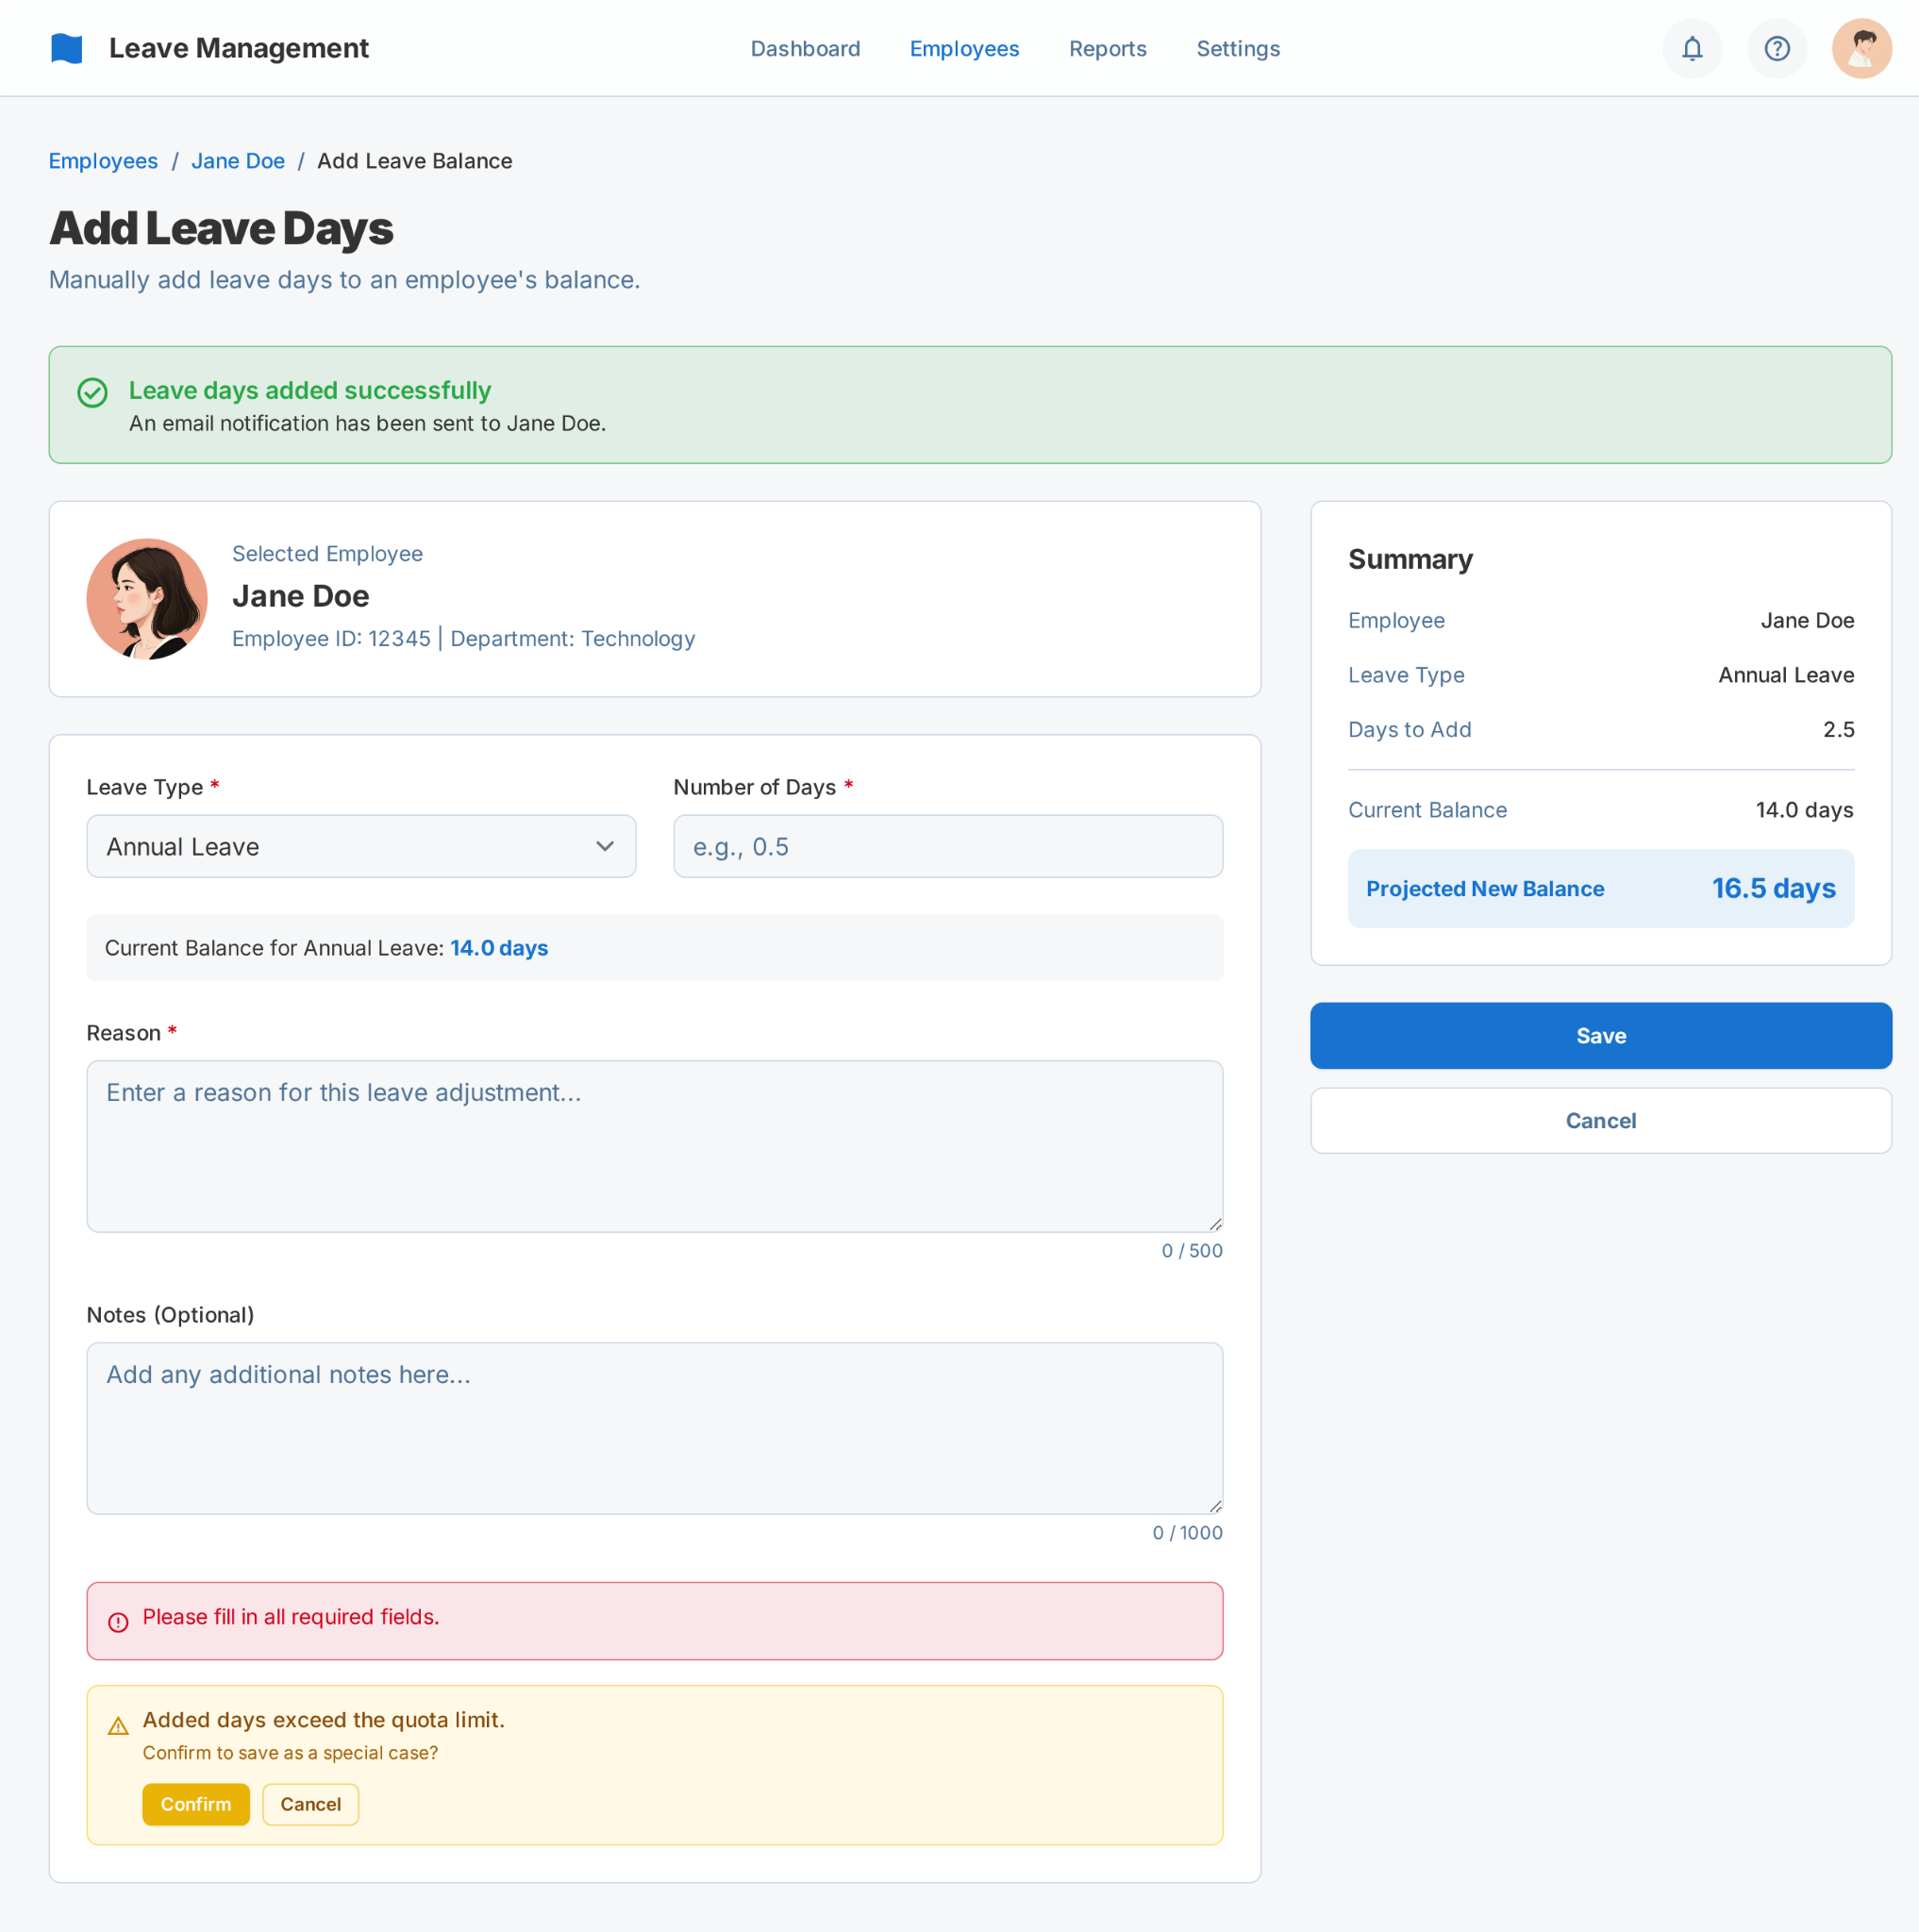 Leave Management
Dashboard Employees Reports Settings
Employees / Jane Doe / Add Leave Balance
Add Leave Days
Manually add leave days to an employee's balance.
Leave days added successfully
An email notification has been sent to Jane Doe.
Selected Employee
Jane Doe
Employee ID: 12345 | Department: Technology
Leave Type *
Annual Leave
Number of Days *
e.g., 0.5
Current Balance for Annual Leave: 14.0 days
Reason *
Enter a reason for this leave adjustment...
0 / 500
Notes (Optional)
Add any additional notes here...
0 / 1000
Please fill in all required fields.
Added days exceed the quota limit.
Confirm to save as a special case?
Confirm Cancel
Summary
Employee Jane Doe
Leave Type Annual Leave
Days to Add 2.5
Current Balance 14.0 days
Projected New Balance 16.5 days
Save
Cancel